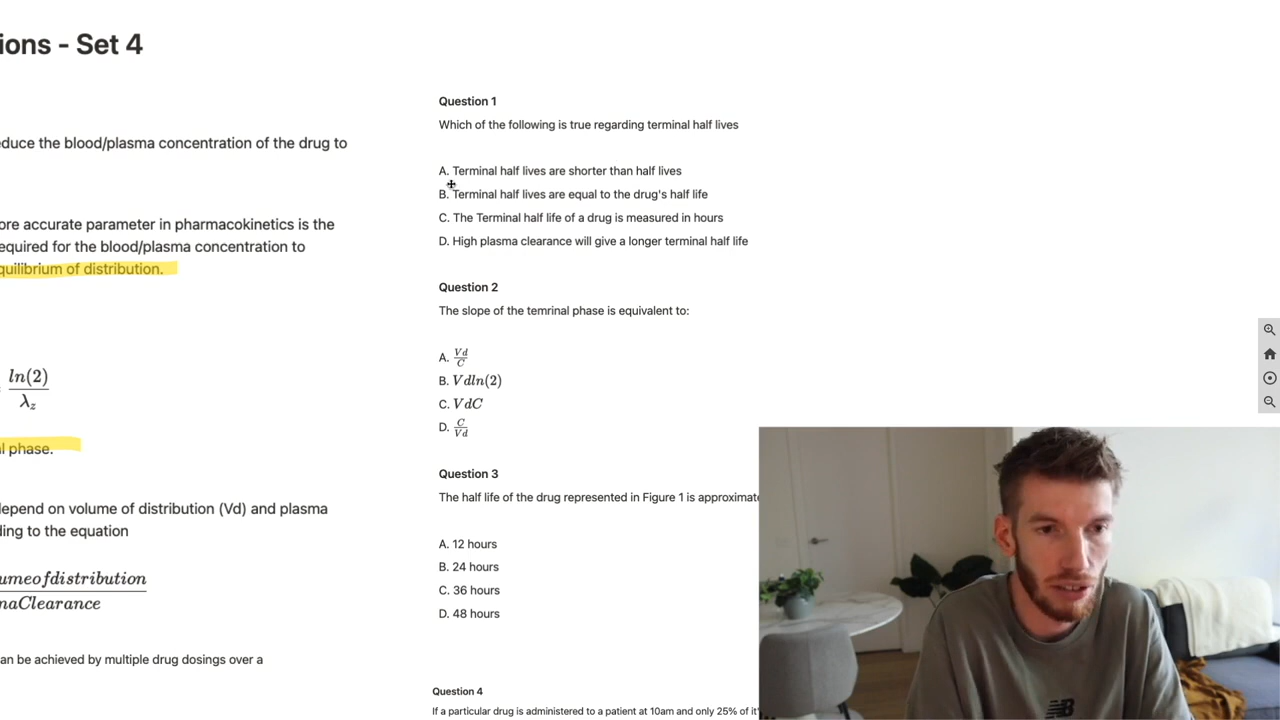 ions - Set 4
educe the blood/plasma concentration of the drug to
ore accurate parameter in pharmacokinetics is the
equired for the blood/plasma concentration to
quilibrium of distribution.
ln(2)
λz
l phase.
depend on volume of distribution (Vd) and plasma
ding to the equation
umeofdistribution
maClearance
an be achieved by multiple drug dosings over a
Question 1
Which of the following is true regarding terminal half lives
A. Terminal half lives are shorter than half lives
B. Terminal half lives are equal to the drug's half life
C. The Terminal half life of a drug is measured in hours
D. High plasma clearance will give a longer terminal half life
Question 2
The slope of the temrinal phase is equivalent to:
A. Vd/C
B. Vdln(2)
C. VdC
D. C/Vd
Question 3
The half life of the drug represented in Figure 1 is approximate
A. 12 hours
B. 24 hours
C. 36 hours
D. 48 hours
Question 4
If a particular drug is administered to a patient at 10am and only 25% of it'